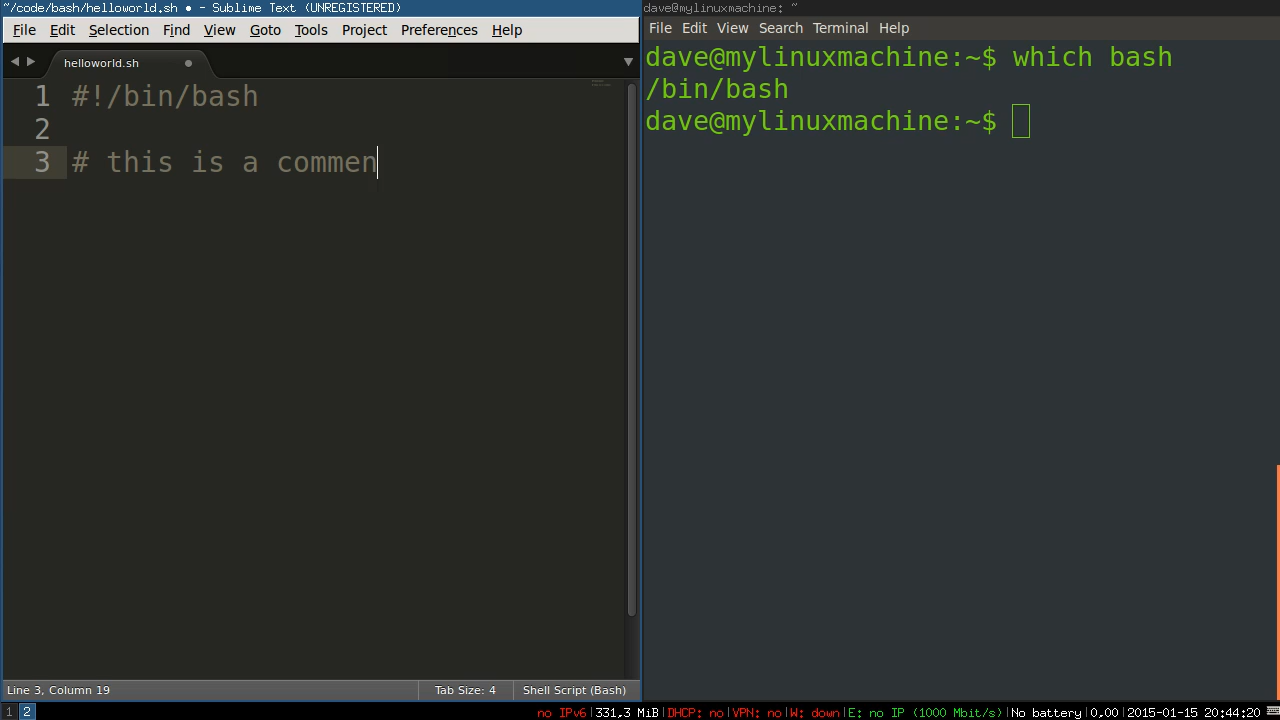 ~/code/bash/helloworld.sh • - Sublime Text (UNREGISTERED)
File Edit Selection Find View Goto Tools Project Preferences Help
helloworld.sh
1 #!/bin/bash
2
3 # this is a commen
Line 3, Column 19
Tab Size: 4
Shell Script (Bash)
dave@mylinuxmachine: ~
File Edit View Search Terminal Help
dave@mylinuxmachine:~$ which bash
/bin/bash
dave@mylinuxmachine:~$
1 2
no IPv6|331,3 MiB|DHCP: no|VPN: no|W: down|E: no IP (1000 Mbit/s)|No battery|0,00|2015-01-15 20:44:20